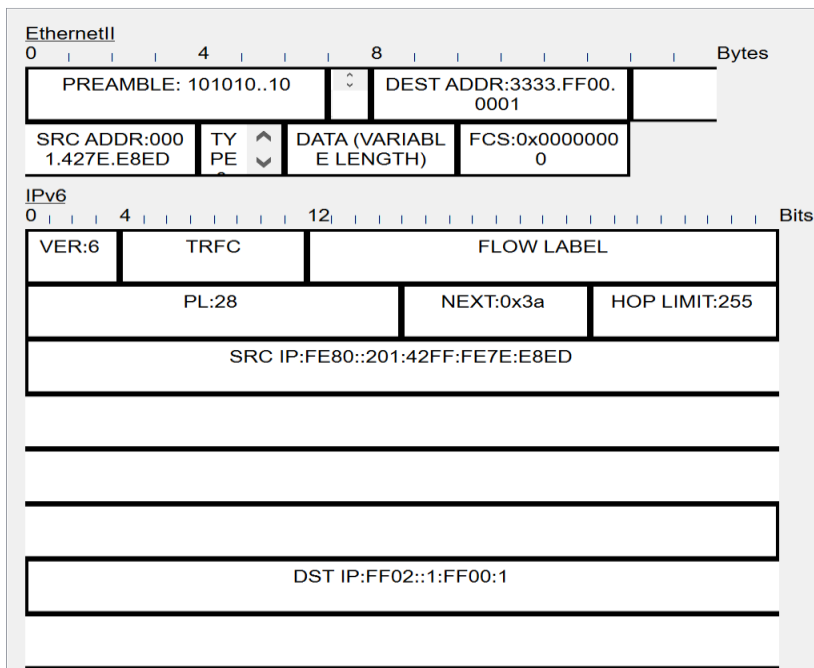 EthernetII
0 4 8 Bytes
PREAMBLE: 101010..10
DEST ADDR:3333.FF00.
0001
SRC ADDR:000
1.427E.E8ED
TY
PE
DATA (VARIABL
E LENGTH)
FCS:0x0000000
0
IPv6
0 4 12 Bits
VER:6 TRFC FLOW LABEL
PL:28 NEXT:0x3a HOP LIMIT:255
SRC IP:FE80::201:42FF:FE7E:E8ED
DST IP:FF02::1:FF00:1